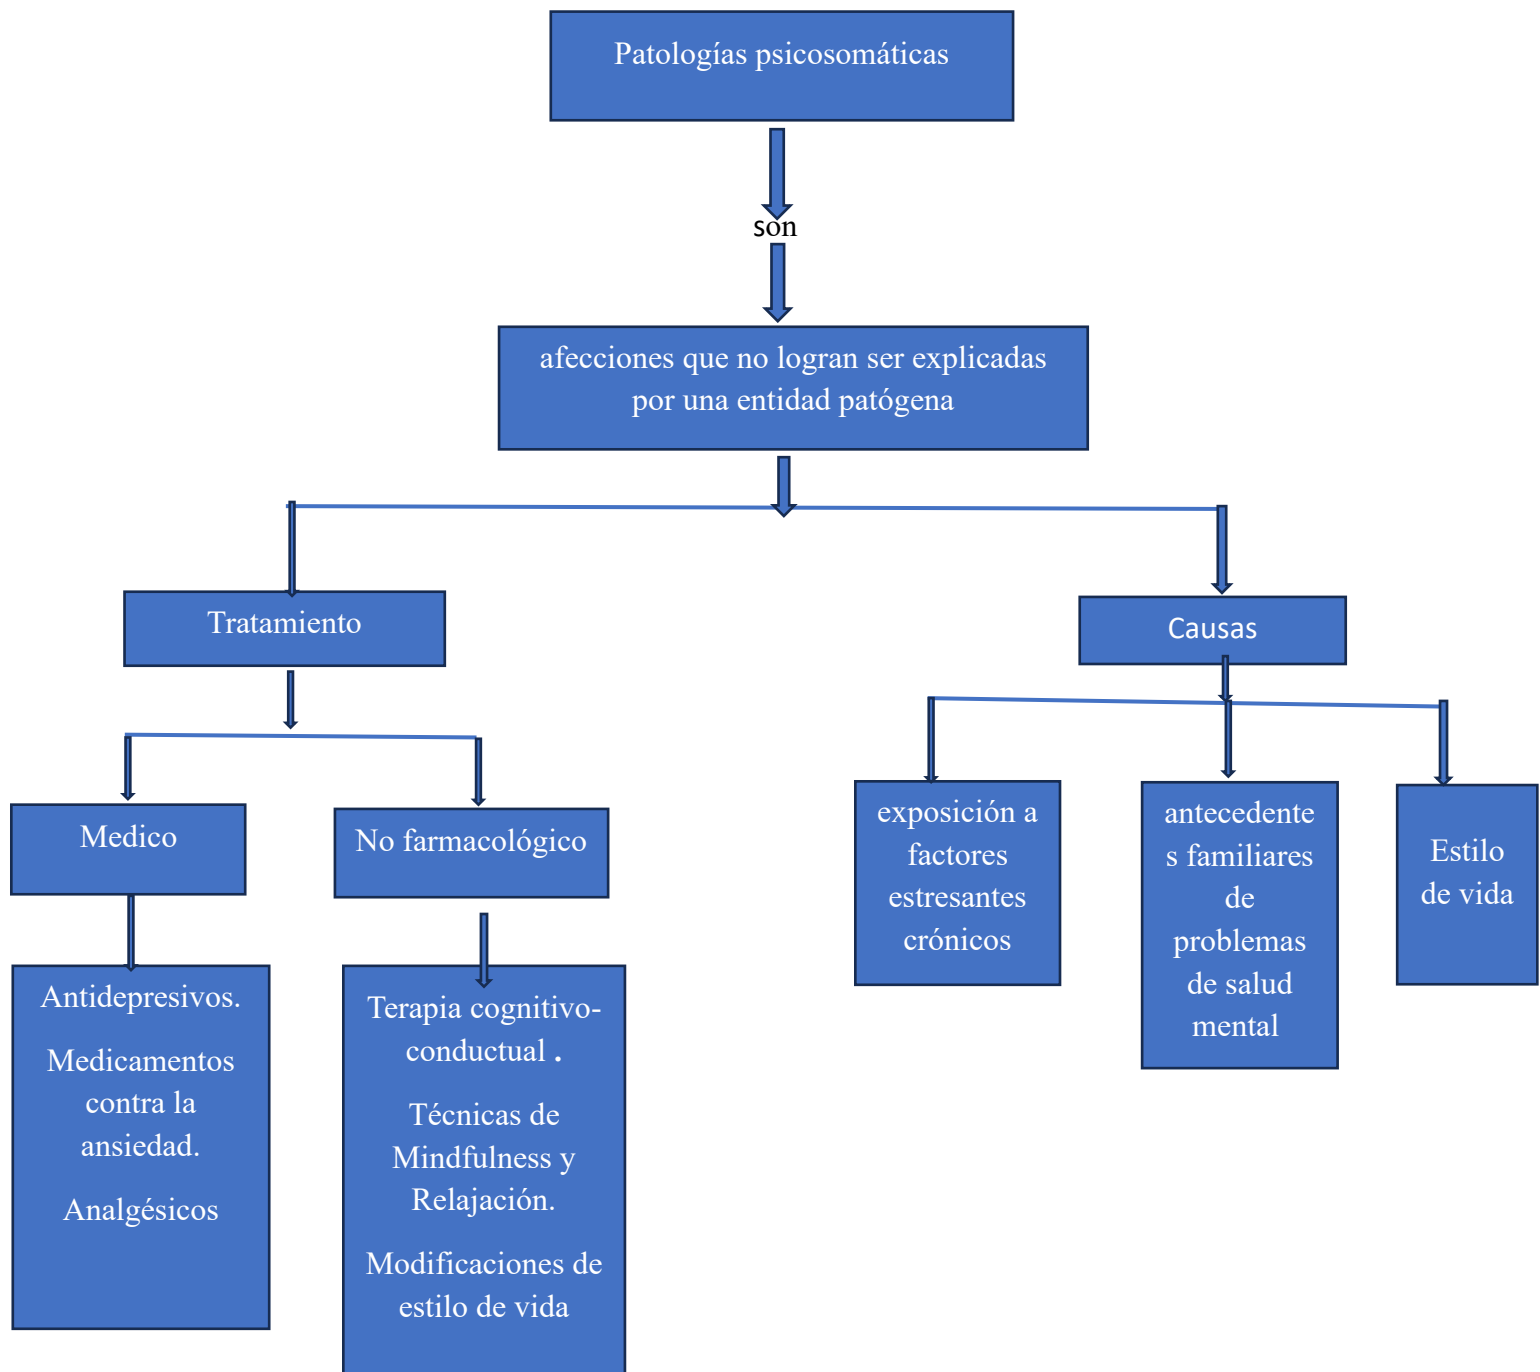 Patologías psicosomáticas
son
afecciones que no logran ser explicadas
por una entidad patógena
Tratamiento
Causas
Medico
No farmacológico
exposición a
factores
estresantes
crónicos
antecedente
s familiares
de
problemas
de salud
mental
Estilo
de vida
Antidepresivos.
Medicamentos
contra la
ansiedad.
Analgésicos
Terapia cognitivo-
conductual .
Técnicas de
Mindfulness y
Relajación.
Modificaciones de
estilo de vida